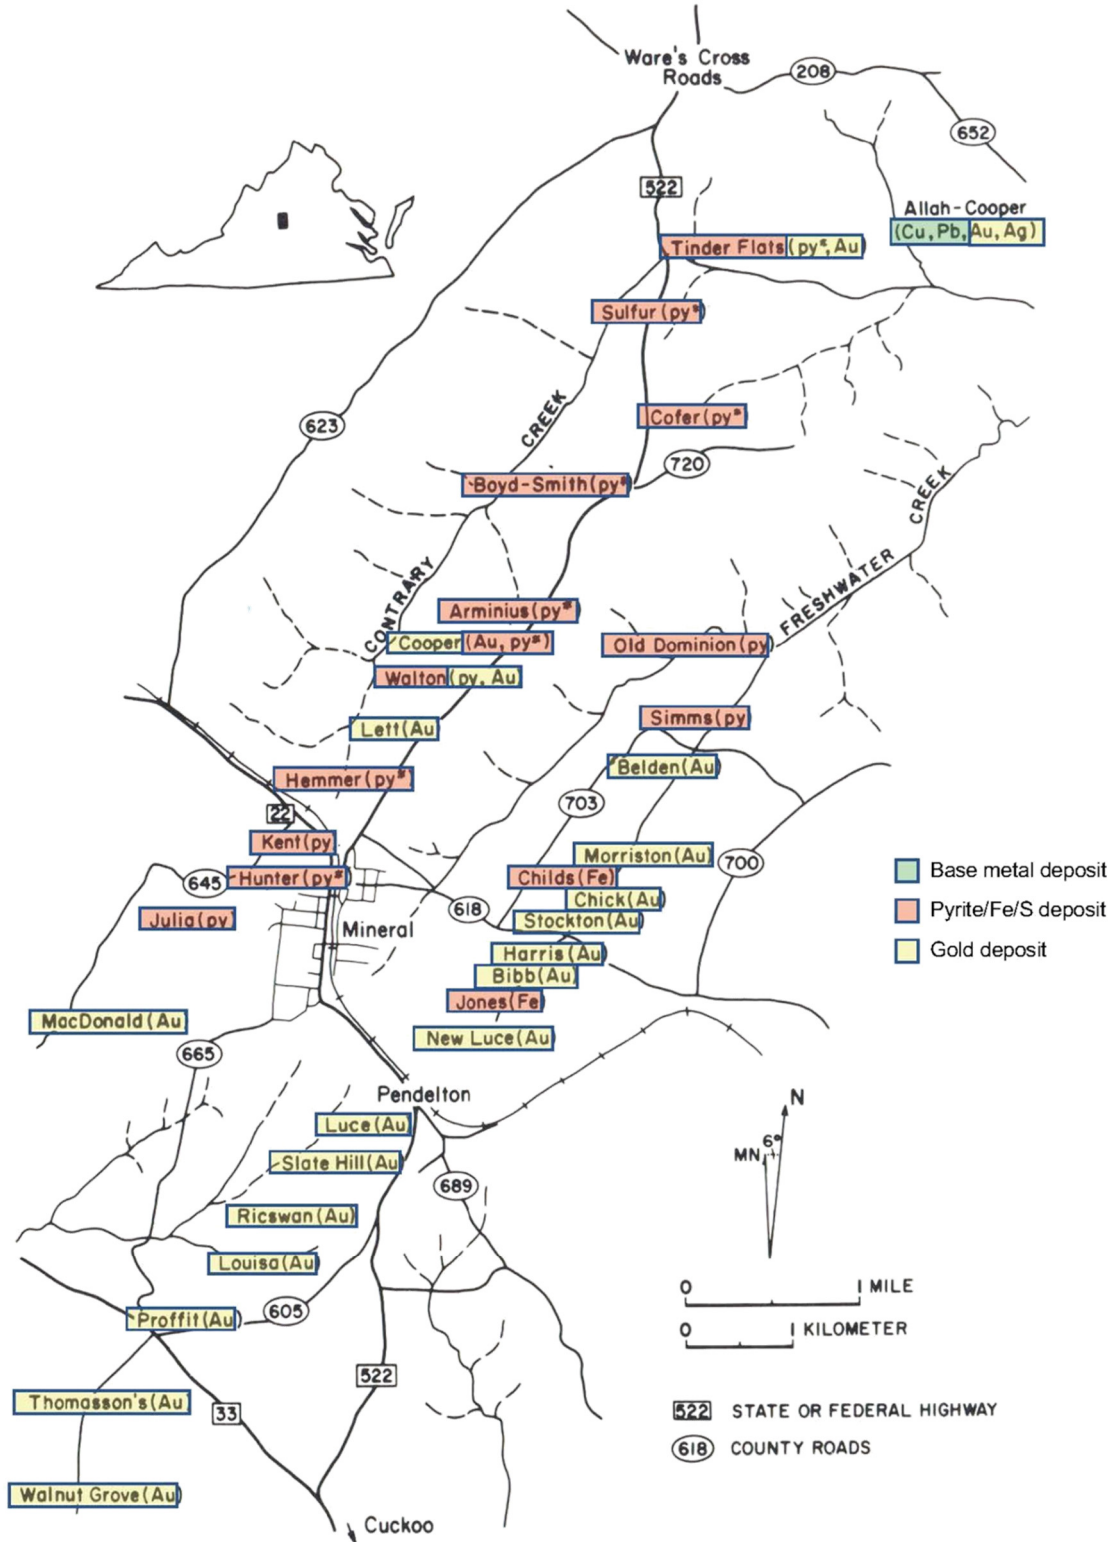 Ware's Cross
Roads
208
652
522
Allah-Cooper
(Cu, Pb, Au, Ag)
Tinder Flats (py*, Au)
Sulfur (py*)
Cofer (py*)
623
CREEK
720
Boyd-Smith (py*)
CREEK
CONTRARY
FRESHWATER
Arminius (py*)
Cooper (Au, py*)
Old Dominion (py)
Walton (py, Au)
Lett (Au)
Simms (py)
Belden (Au)
Hemmer (py*)
703
22
Kent (py)
Morriston (Au)
700
645
Hunter (py*)
Childs (Fe)
Base metal deposit
Chick (Au)
Julia (py)
618
Stockton (Au)
Pyrite/Fe/S deposit
Mineral
Harris (Au)
Gold deposit
Bibb (Au)
Jones (Fe)
MacDonald (Au)
New Luce (Au)
665
Pendelton
N
Luce (Au)
6°
MN
Slate Hill (Au)
689
Ricswan (Au)
Louisa (Au)
0 1 MILE
Proffit (Au)
605
0 1 KILOMETER
522
Thomasson's (Au)
33
522 STATE OR FEDERAL HIGHWAY
618 COUNTY ROADS
Walnut Grove (Au)
Cuckoo